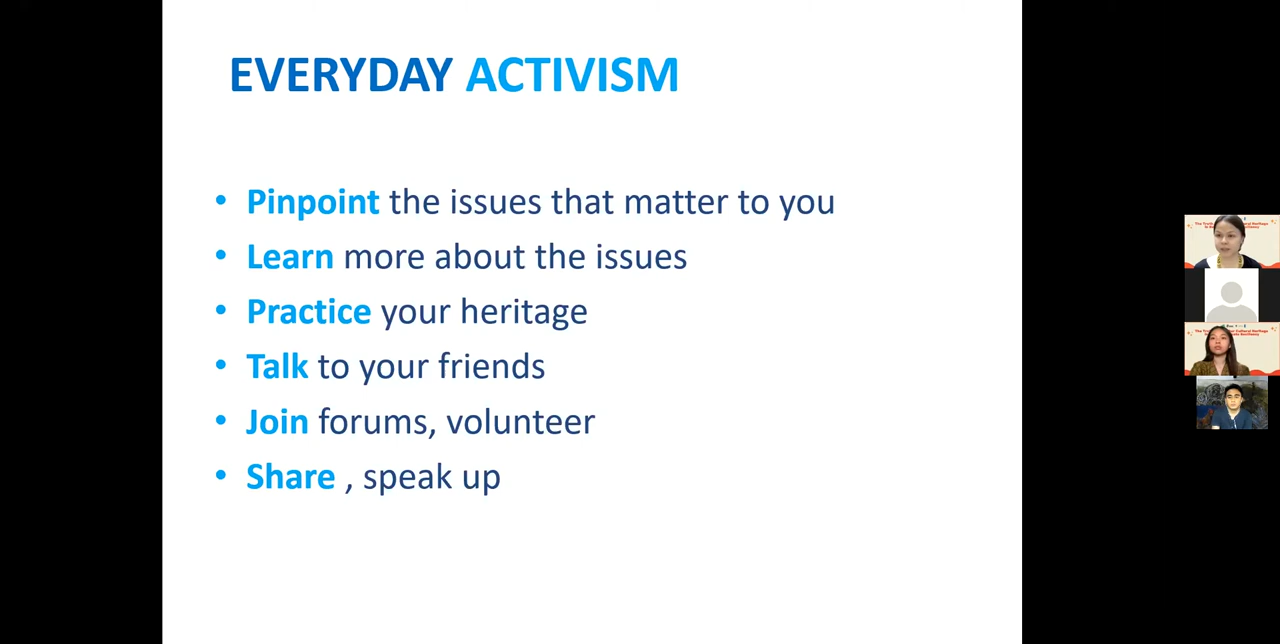 EVERYDAY ACTIVISM
• Pinpoint the issues that matter to you
• Learn more about the issues
• Practice your heritage
• Talk to your friends
• Join forums, volunteer
• Share , speak up